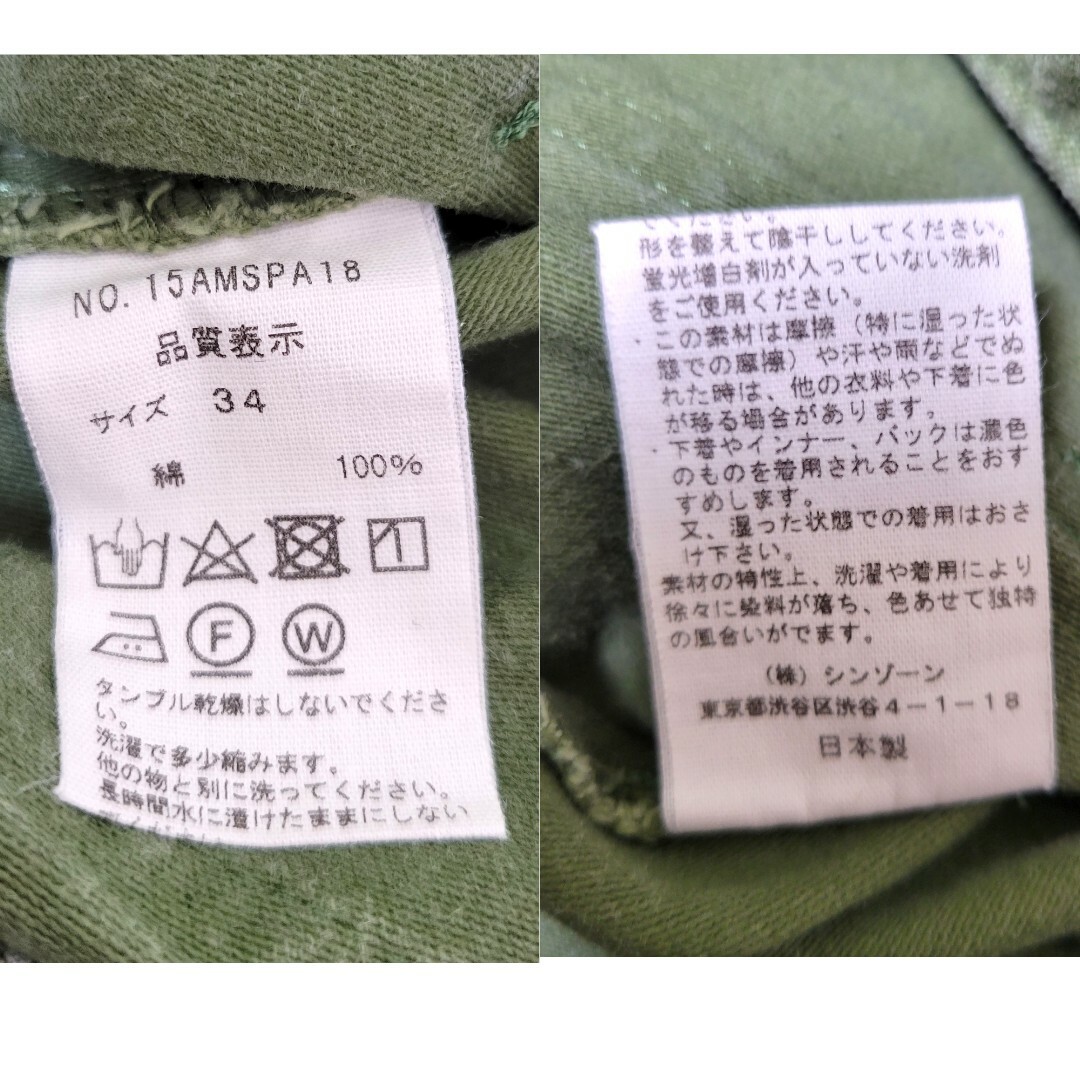 NO. 15AMSPA18
品質表示
サイズ 34
綿 100%
F W
タンブル乾燥はしないでくださ
い。
洗濯で多少縮みます。
他の物と別に洗ってください。
長時間水に漬けたままにしない
でください。
形を整えて陰干ししてください。
蛍光増白剤が入っていない洗剤
をご使用ください。
・この素材は摩擦（特に湿った状
態での摩擦）や汗や雨などでぬ
れた時は、他の衣料や下着に色
が移る場合があります。
・下着やインナー、バックは濃色
のものを着用されることをおす
すめします。
又、湿った状態での着用はおさ
け下さい。
素材の特性上、洗濯や着用により
徐々に染料が落ち、色あせて独特
の風合いがでます。
（株）シンゾーン
東京都渋谷区渋谷4-1-18
日本製